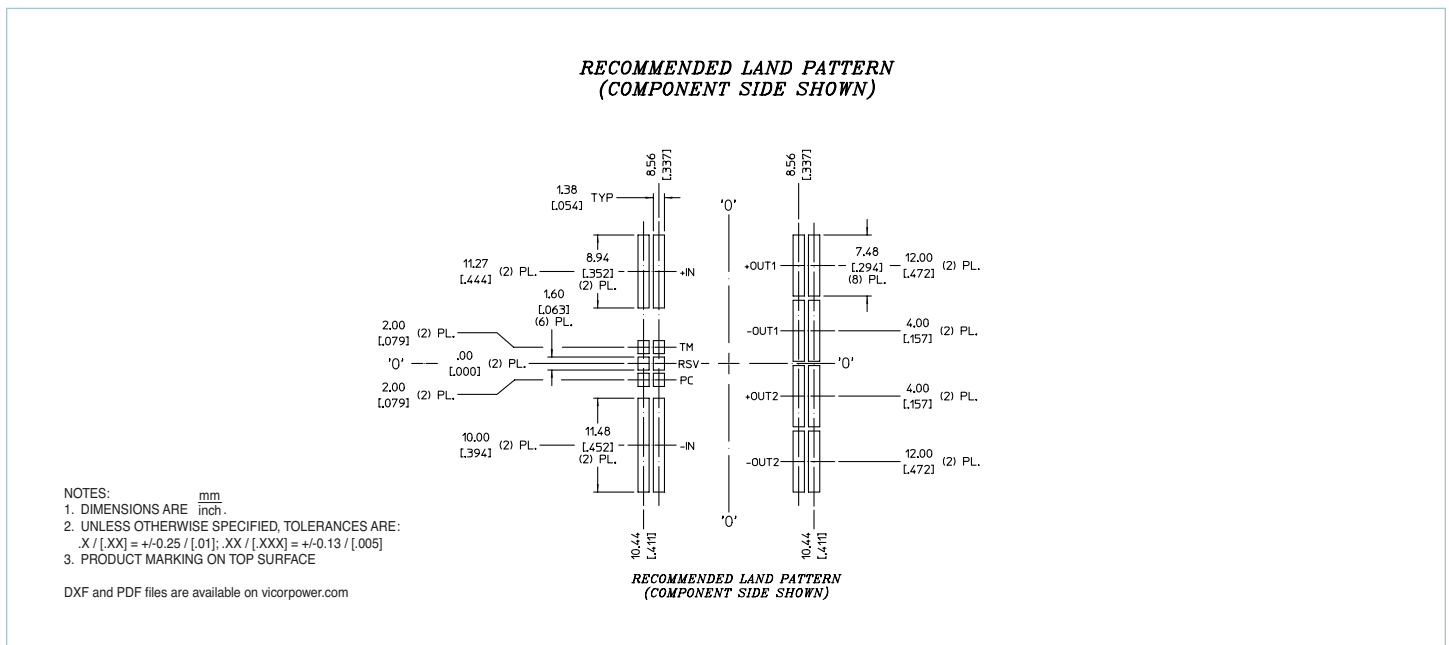 RECOMMENDED LAND PATTERN
(COMPONENT SIDE SHOWN)
8.56
[.337]
8.56
[.337]
1.38
[.054]
TYP
'0'
11.27
[.444]
(2) PL.
8.94
[.352]
(2) PL.
+IN
+OUT1
7.48
[.294]
(8) PL.
12.00
[.472]
(2) PL.
1.60
[.063]
(6) PL.
2.00
[.079]
(2) PL.
TM
-OUT1
4.00
[.157]
(2) PL.
'0'
.00
[.000]
(2) PL.
RSV
'0'
2.00
[.079]
(2) PL.
PC
+OUT2
4.00
[.157]
(2) PL.
10.00
[.394]
(2) PL.
11.48
[.452]
(2) PL.
-IN
-OUT2
12.00
[.472]
(2) PL.
'0'
10.44
[.411]
10.44
[.411]
RECOMMENDED LAND PATTERN
(COMPONENT SIDE SHOWN)
NOTES:
1. DIMENSIONS ARE mm
inch.
2. UNLESS OTHERWISE SPECIFIED, TOLERANCES ARE:
.X / [.XX] = +/-0.25 / [.01]; .XX / [.XXX] = +/-0.13 / [.005]
3. PRODUCT MARKING ON TOP SURFACE
DXF and PDF files are available on vicorpower.com